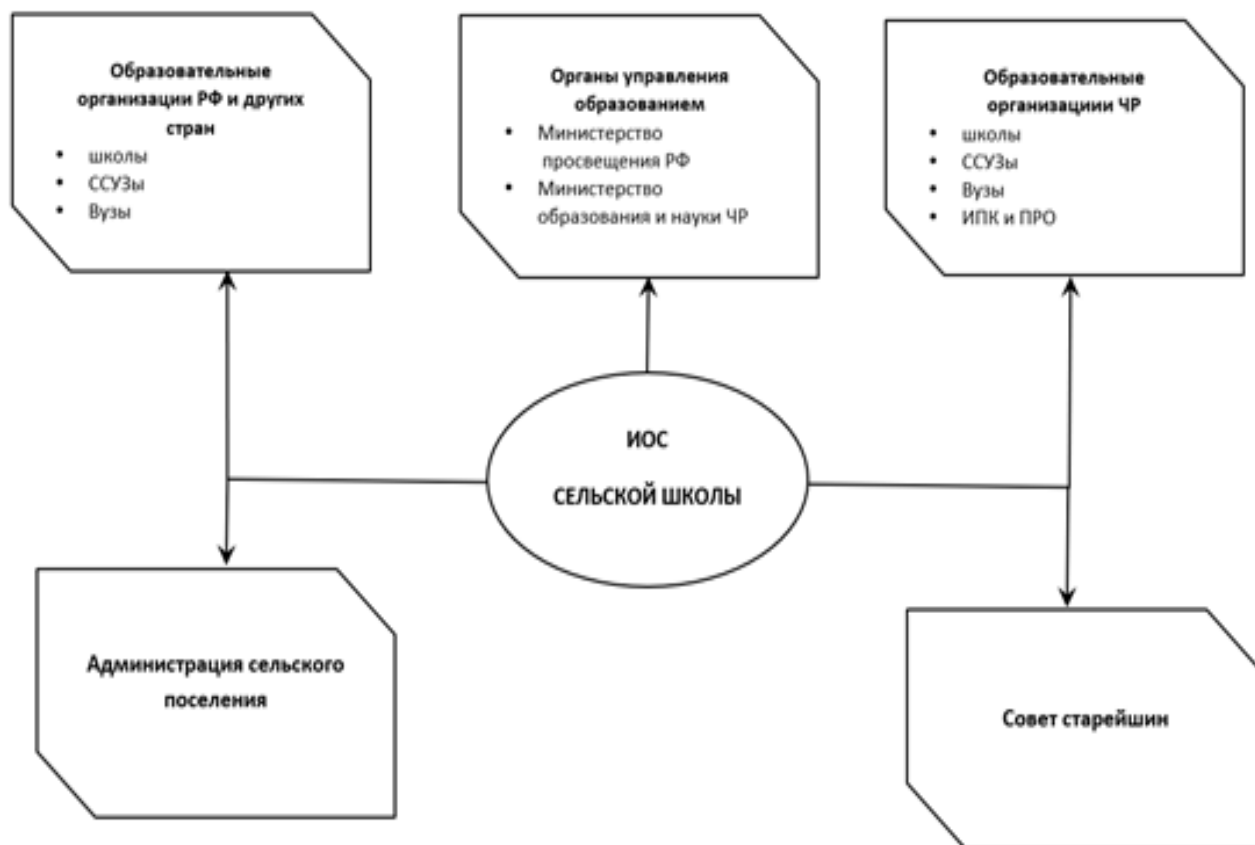 Образовательные
организации РФ и других
стран
• школы
• ССУЗы
• Вузы
Органы управления
образованием
• Министерство
просвещения РФ
• Министерство
образования и науки ЧР
Образовательные
организациии ЧР
• школы
• ССУЗы
• Вузы
• ИПК и ПРО
ИОС
СЕЛЬСКОЙ ШКОЛЫ
Администрация сельского
поселения
Совет старейшин